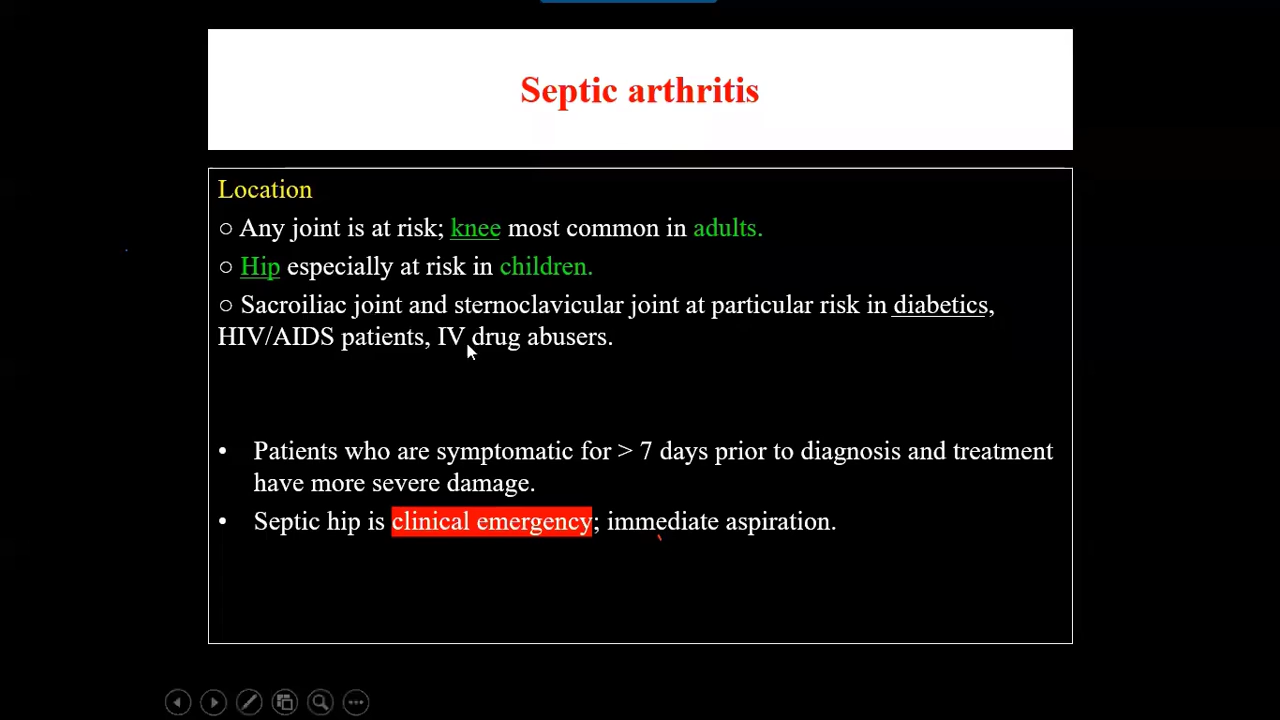 Septic arthritis
Location
○ Any joint is at risk; knee most common in adults.
○ Hip especially at risk in children.
○ Sacroiliac joint and sternoclavicular joint at particular risk in diabetics,
HIV/AIDS patients, IV drug abusers.
• Patients who are symptomatic for > 7 days prior to diagnosis and treatment
have more severe damage.
• Septic hip is clinical emergency; immediate aspiration.